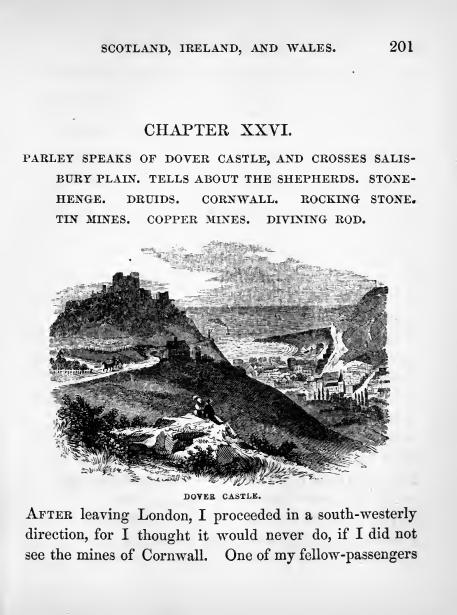 SCOTLAND, IRELAND, AND WALES. 201
CHAPTER XXVI.
PARLEY SPEAKS OF DOVER CASTLE, AND CROSSES SALIS-
BURY PLAIN. TELLS ABOUT THE SHEPHERDS. STONE-
HENGE. DRUIDS. CORNWALL. ROCKING STONE.
TIN MINES. COPPER MINES. DIVINING ROD.
DOVER CASTLE.
AFTER leaving London, I proceeded in a south-westerly
direction, for I thought it would never do, if I did not
see the mines of Cornwall. One of my fellow-passengers